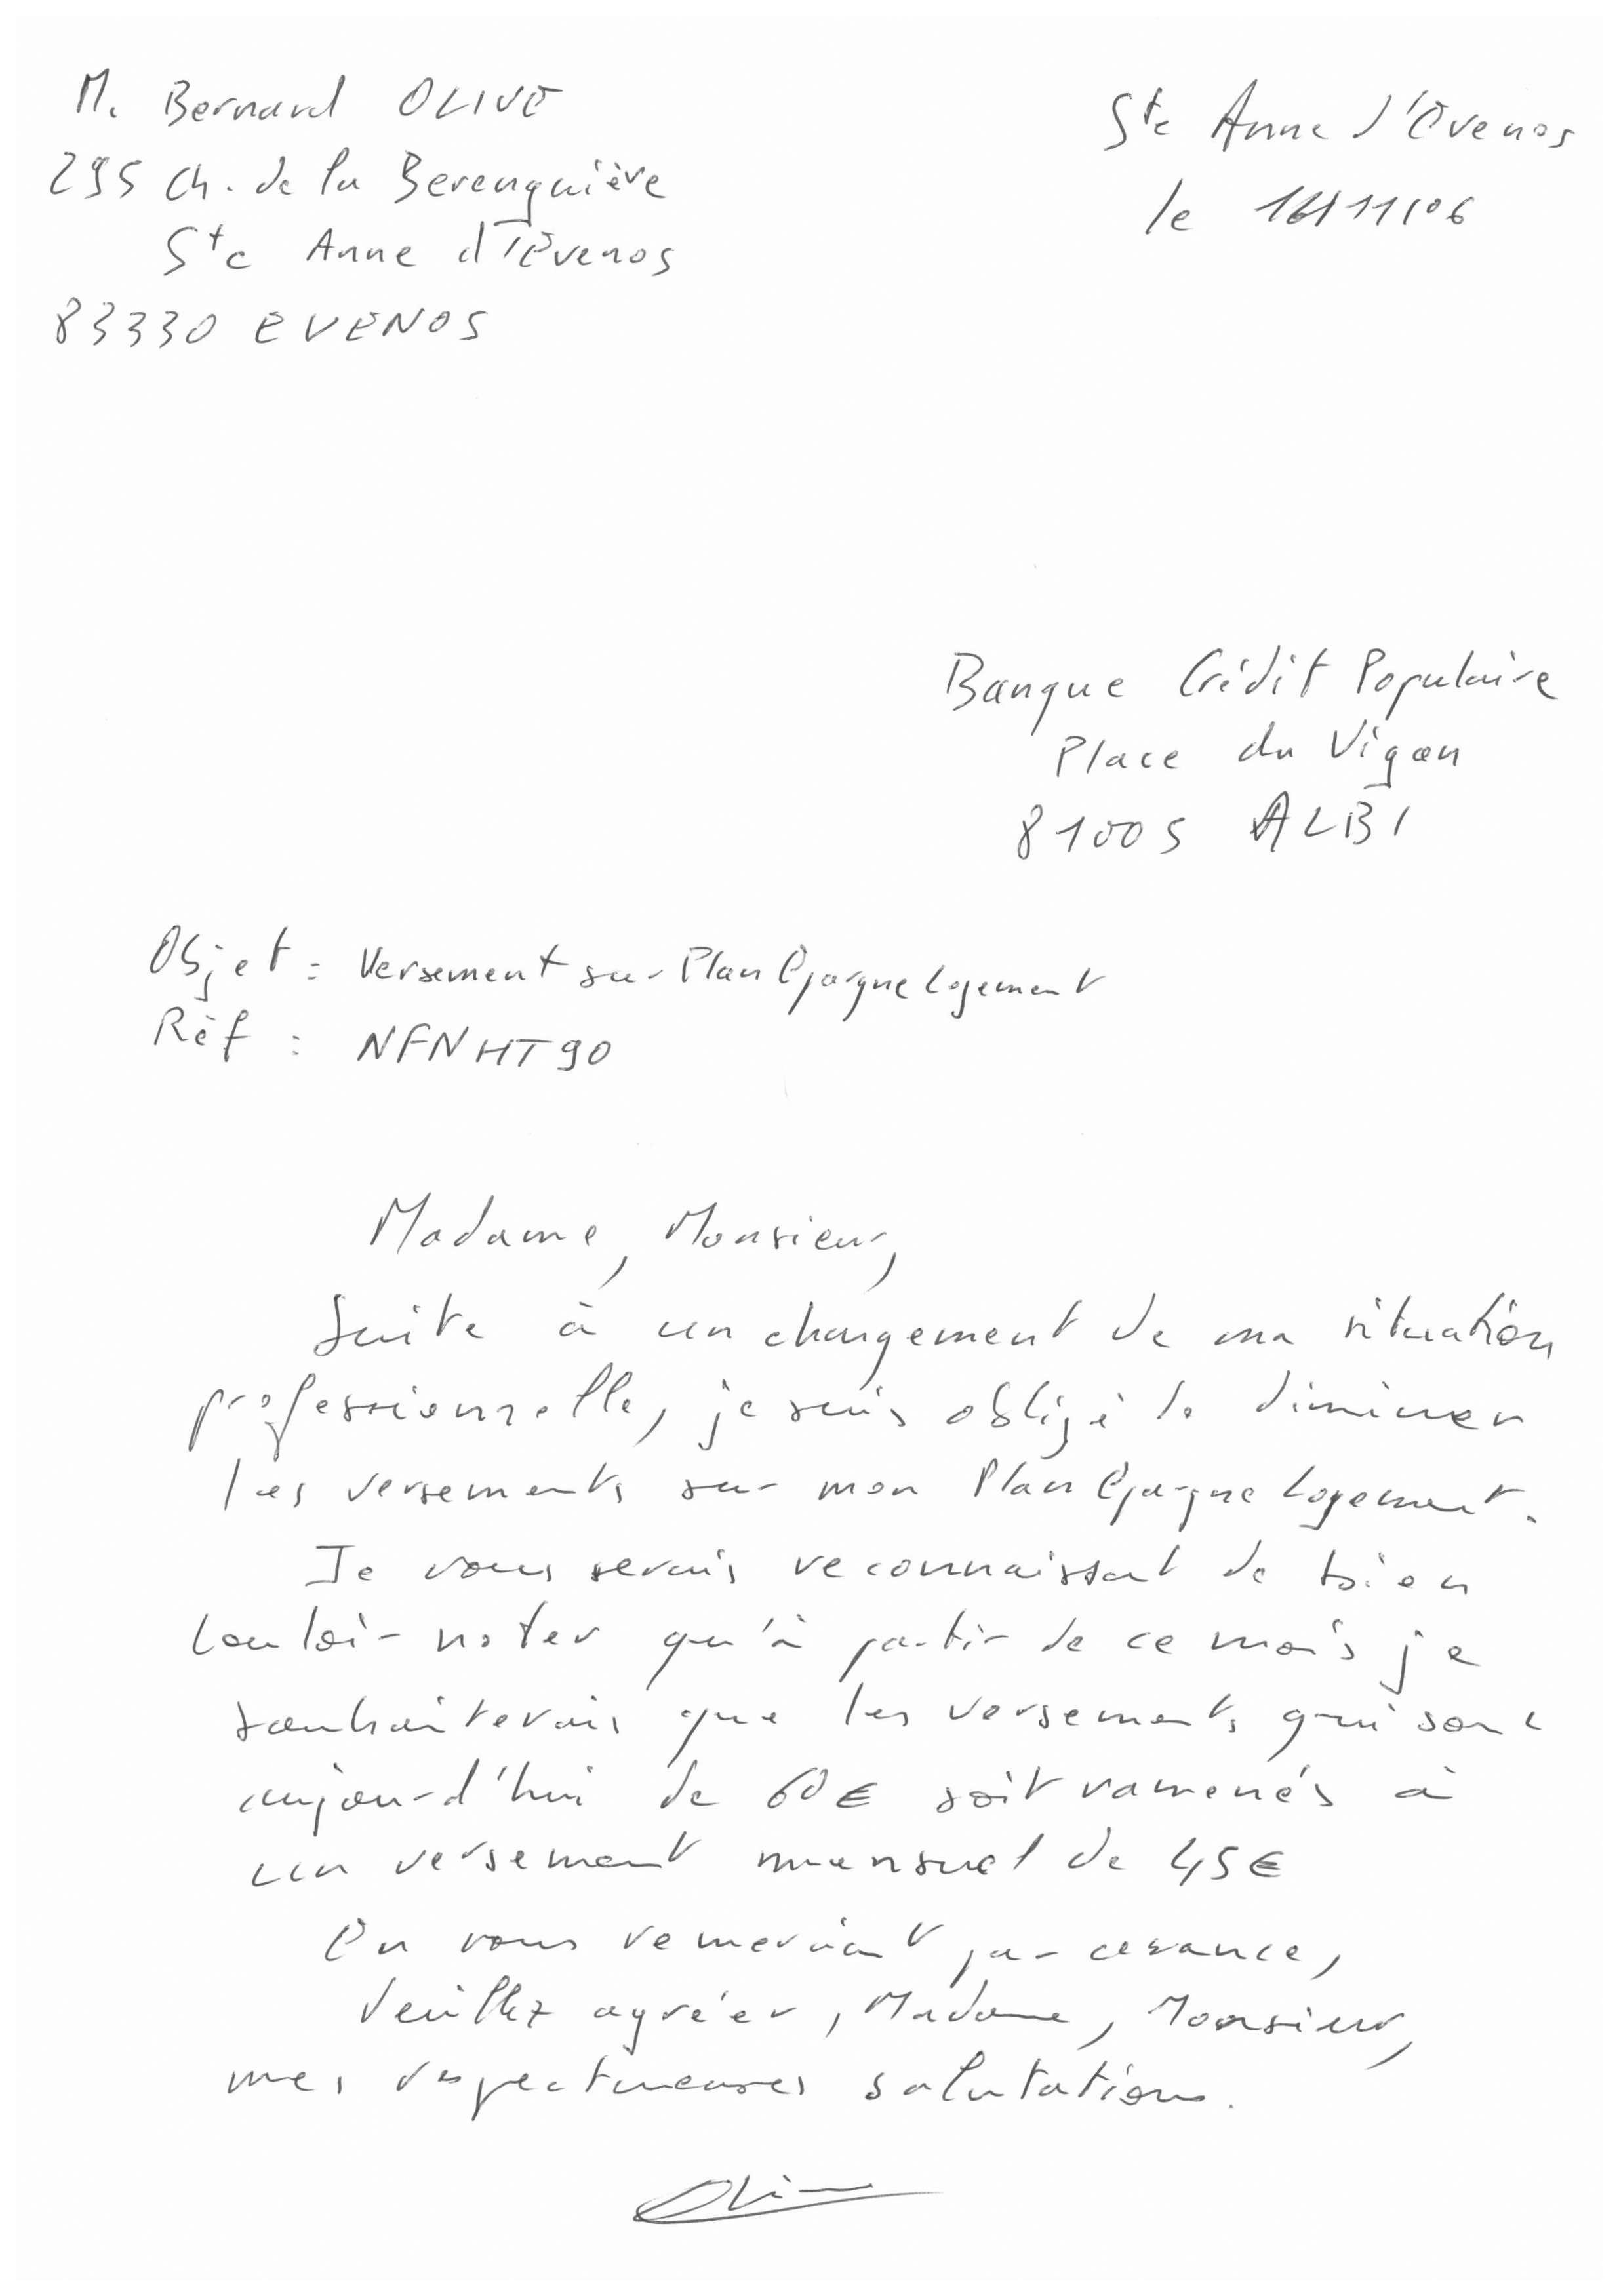 M. Bernard OLIVE
295 Ch. de la Berenguière
Ste Anne d'Evenos
83330 EVENOS
Ste Anne d'Evenos
le 16/11/06
Banque Crédit Populaire
Place du Vigan
81005 ALBI
Objet : Versement sur Plan Epargne Logement
Réf : NFNHT90
Madame, Monsieur,
Suite à un changement de ma situation
professionnelle, je suis obligé de diminuer
les versements sur mon Plan Epargne Logement.
Je vous serais reconnaissant de bien
vouloir noter qu'à partir de ce mois je
souhaiterais que les versements qui sont
aujourd'hui de 60€ soit ramenés à
un versement mensuel de 45€
En vous remerciant par avance,
Veuillez agréer, Madame, Monsieur,
mes respectueuses salutations.
Olive